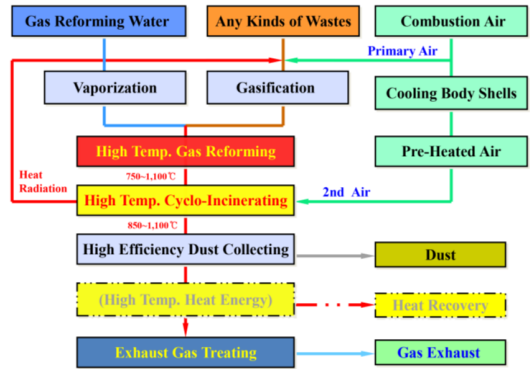 Gas Reforming Water
Any Kinds of Wastes
Combustion Air
Primary Air
Vaporization
Gasification
Cooling Body Shells
High Temp. Gas Reforming
Pre-Heated Air
Heat
Radiation
750~1,100℃
High Temp. Cyclo-Incinerating
2nd Air
850~1,100℃
High Efficiency Dust Collecting
Dust
(High Temp. Heat Energy)
Heat Recovery
Exhaust Gas Treating
Gas Exhaust